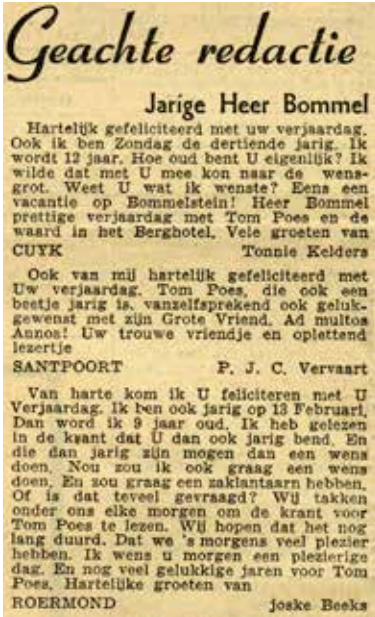 Geachte redactie
Jarige Heer Bommel
Hartelijk gefeliciteerd met uw verjaardag.
Ook ik ben Zondag de dertiende jarig. Ik
wordt 12 jaar. Hoe oud bent U eigenlijk? Ik
wilde dat met U mee kon naar de wens-
grot. Weet U wat ik wenste? Eens een
vacantie op Bommelstein! Heer Bommel
prettige verjaardag met Tom Poes en de
waard in het Berghotel. Vele groeten van
CUYK Tonnie Kelders
Ook van mij hartelijk gefeliciteerd met
Uw verjaardag. Tom Poes, die ook een
beetje jarig is, vanzelfsprekend ook geluk-
gewenst met zijn Grote Vriend. Ad multos
Annos! Uw trouwe vriendje en oplettend
lezertje
SANTPOORT P. J. C. Vervaart
Van harte kom ik U feliciteren met U
Verjaardag. Ik ben ook jarig op 13 Februari.
Dan word ik 9 jaar oud. Ik heb gelezen
in de krant dat U dan ook jarig bend. En
die dan jarig zijn mogen dan een wens
doen. Nou zou ik ook graag een wens
doen. En zou graag een zaklantaarn hebben.
Of is dat teveel gevraagd? Wij takken
onder ons elke morgen om de krant voor
Tom Poes te lezen. Wij hopen dat het nog
lang duurd. Dat we 's morgens veel plezier
hebben. Ik wens u morgen een plezierige
dag. En nog veel gelukkige jaren voor Tom
Poes. Hartelijke groeten van
ROERMOND joske Beeks